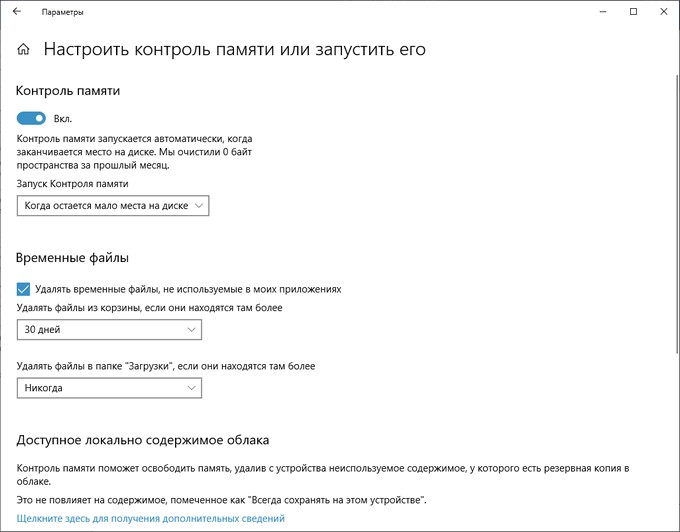 Параметры
Настроить контроль памяти или запустить его
Контроль памяти
Вкл.
Контроль памяти запускается автоматически, когда
заканчивается место на диске. Мы очистили 0 байт
пространства за прошлый месяц.
Запуск Контроля памяти
Когда остается мало места на диске
Временные файлы
Удалять временные файлы, не используемые в моих приложениях
Удалять файлы из корзины, если они находятся там более
30 дней
Удалять файлы в папке "Загрузки", если они находятся там более
Никогда
Доступное локально содержимое облака
Контроль памяти поможет освободить память, удалив с устройства неиспользуемое содержимое, у которого есть резервная копия в
облаке.
Это не повлияет на содержимое, помеченное как "Всегда сохранять на этом устройстве".
Щелкните здесь для получения дополнительных сведений